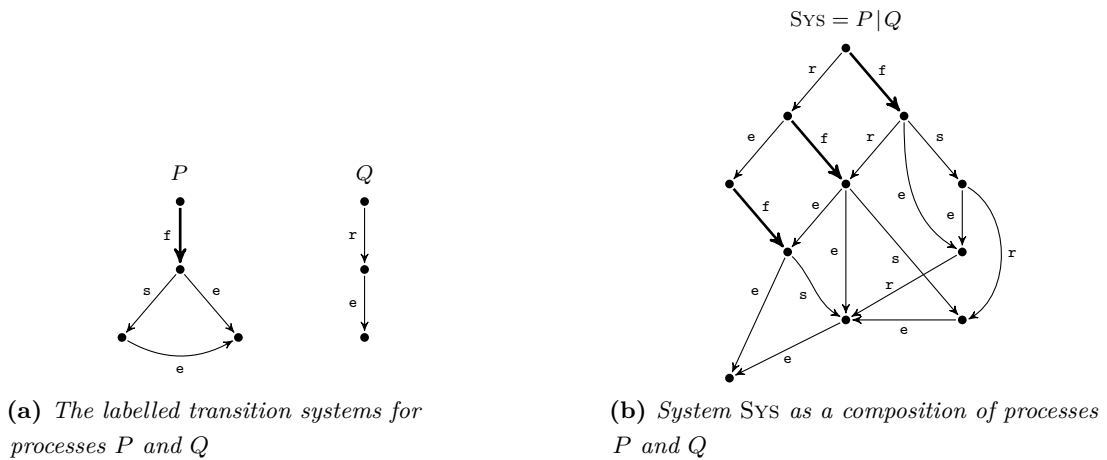 SYS = P | Q
r
f
e
f
r
s
P
Q
f
r
f
e
e
e
s
e
e
e
s
r
r
e
s
e
e
e
e
(a) The labelled transition systems for
processes P and Q
(b) System SYS as a composition of processes
P and Q